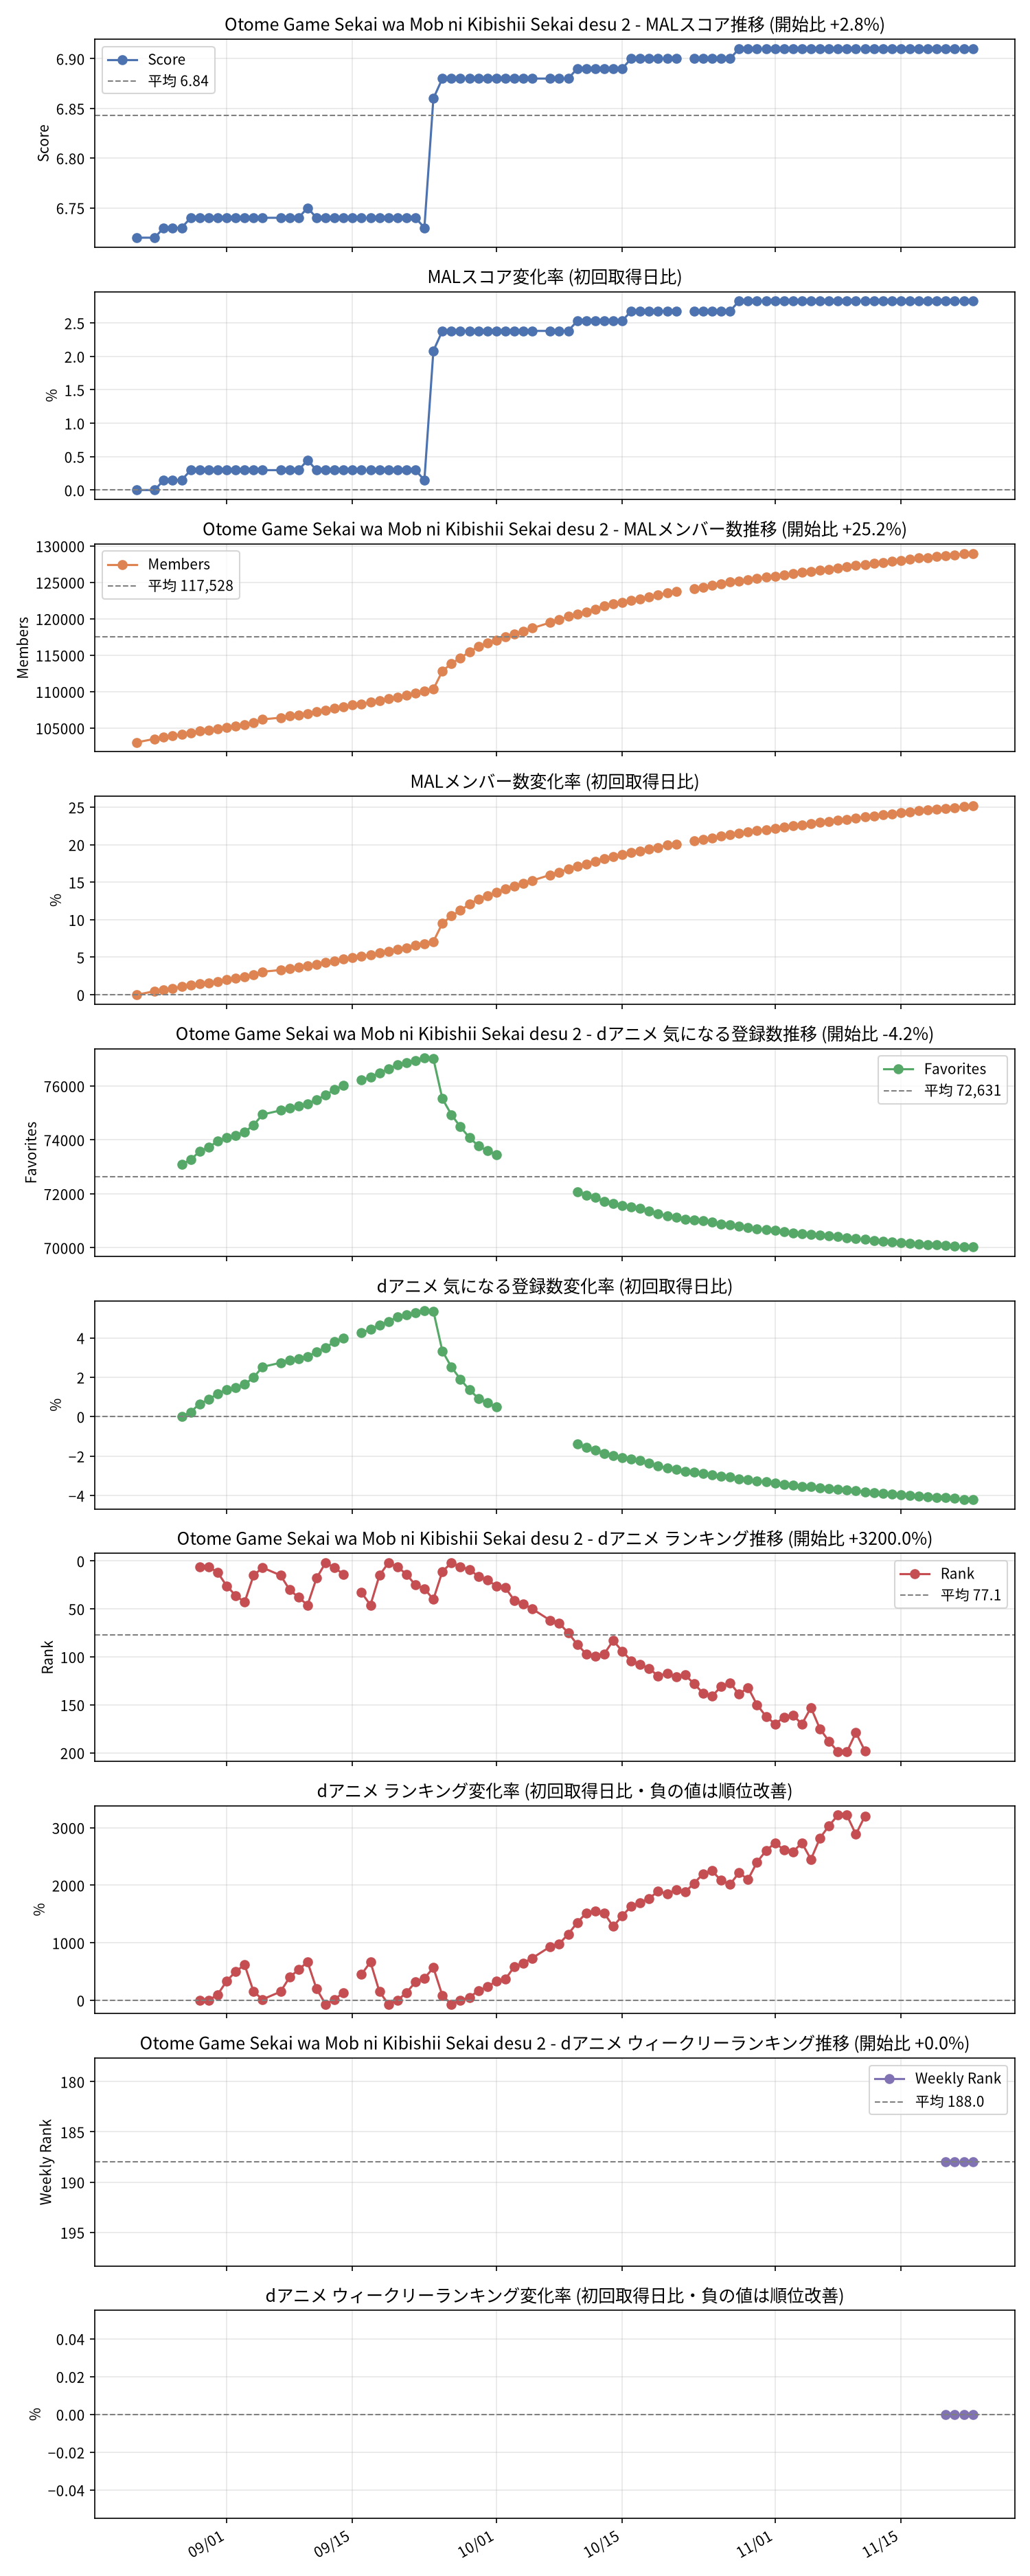 Otome Game Sekai wa Mob ni Kibishii Sekai desu 2 - MALスコア推移 (開始比 +2.8%)
Score
平均 6.84
Score
6.90
6.85
6.80
6.75
MALスコア変化率 (初回取得日比)
%
2.5
2.0
1.5
1.0
0.5
0.0
Otome Game Sekai wa Mob ni Kibishii Sekai desu 2 - MALメンバー数推移 (開始比 +25.2%)
Members
平均 117,528
Members
130000
125000
120000
115000
110000
105000
MALメンバー数変化率 (初回取得日比)
%
25
20
15
10
5
0
Otome Game Sekai wa Mob ni Kibishii Sekai desu 2 - dアニメ 気になる登録数推移 (開始比 -4.2%)
Favorites
平均 72,631
Favorites
76000
74000
72000
70000
dアニメ 気になる登録数変化率 (初回取得日比)
%
4
2
0
−2
−4
Otome Game Sekai wa Mob ni Kibishii Sekai desu 2 - dアニメ ランキング推移 (開始比 +3200.0%)
Rank
平均 77.1
Rank
0
50
100
150
200
dアニメ ランキング変化率 (初回取得日比・負の値は順位改善)
%
3000
2000
1000
0
Otome Game Sekai wa Mob ni Kibishii Sekai desu 2 - dアニメ ウィークリーランキング推移 (開始比 +0.0%)
Weekly Rank
平均 188.0
Weekly Rank
180
185
190
195
dアニメ ウィークリーランキング変化率 (初回取得日比・負の値は順位改善)
%
0.04
0.02
0.00
−0.02
−0.04
09/01
09/15
10/01
10/15
11/01
11/15